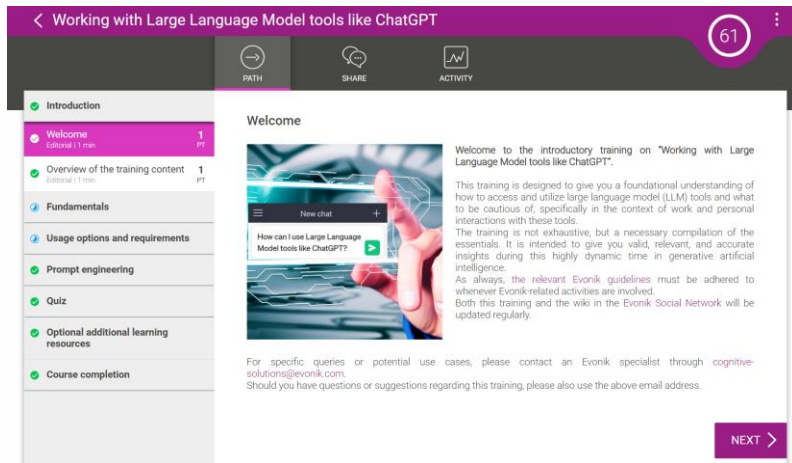 Working with Large Language Model tools like ChatGPT
61
PATH
SHARE
ACTIVITY
Introduction
Welcome
Editorial | 1 min
1
PT
Overview of the training content
Editorial | 1 min
1
PT
Fundamentals
Usage options and requirements
Prompt engineering
Quiz
Optional additional learning
resources
Course completion
Welcome
New chat
How can I use Large Language
Model tools like ChatGPT?
Welcome to the introductory training on "Working with Large
Language Model tools like ChatGPT".
This training is designed to give you a foundational understanding of
how to access and utilize large language model (LLM) tools and what
to be cautious of, specifically in the context of work and personal
interactions with these tools.
The training is not exhaustive, but a necessary compilation of the
essentials. It is intended to give you valid, relevant, and accurate
insights during this highly dynamic time in generative artificial
intelligence.
As always, the relevant Evonik guidelines must be adhered to
whenever Evonik-related activities are involved.
Both this training and the wiki in the Evonik Social Network will be
updated regularly.
For specific queries or potential use cases, please contact an Evonik specialist through cognitive-
solutions@evonik.com.
Should you have questions or suggestions regarding this training, please also use the above email address.
NEXT